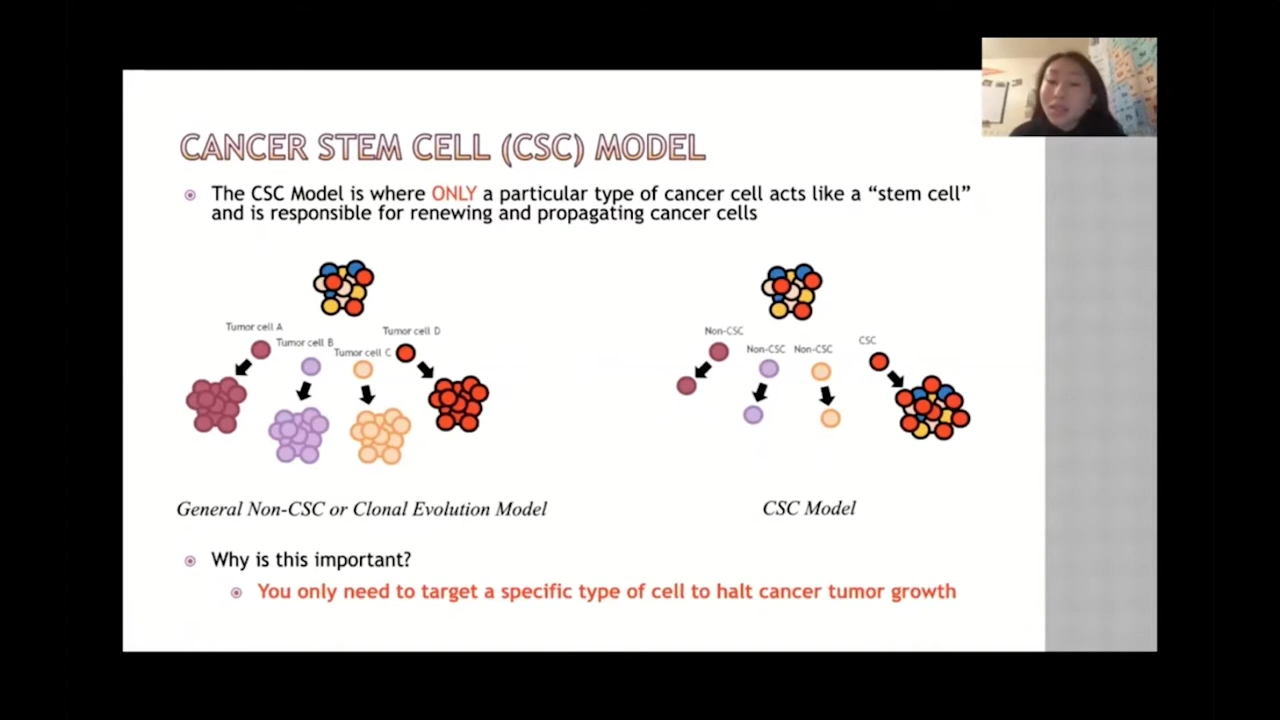 CANCER STEM CELL (CSC) MODEL
The CSC Model is where ONLY a particular type of cancer cell acts like a “stem cell”
and is responsible for renewing and propagating cancer cells
Tumor cell A
Tumor cell B
Tumor cell C
Tumor cell D
Non-CSC
Non-CSC
Non-CSC
CSC
General Non-CSC or Clonal Evolution Model
CSC Model
Why is this important?
You only need to target a specific type of cell to halt cancer tumor growth